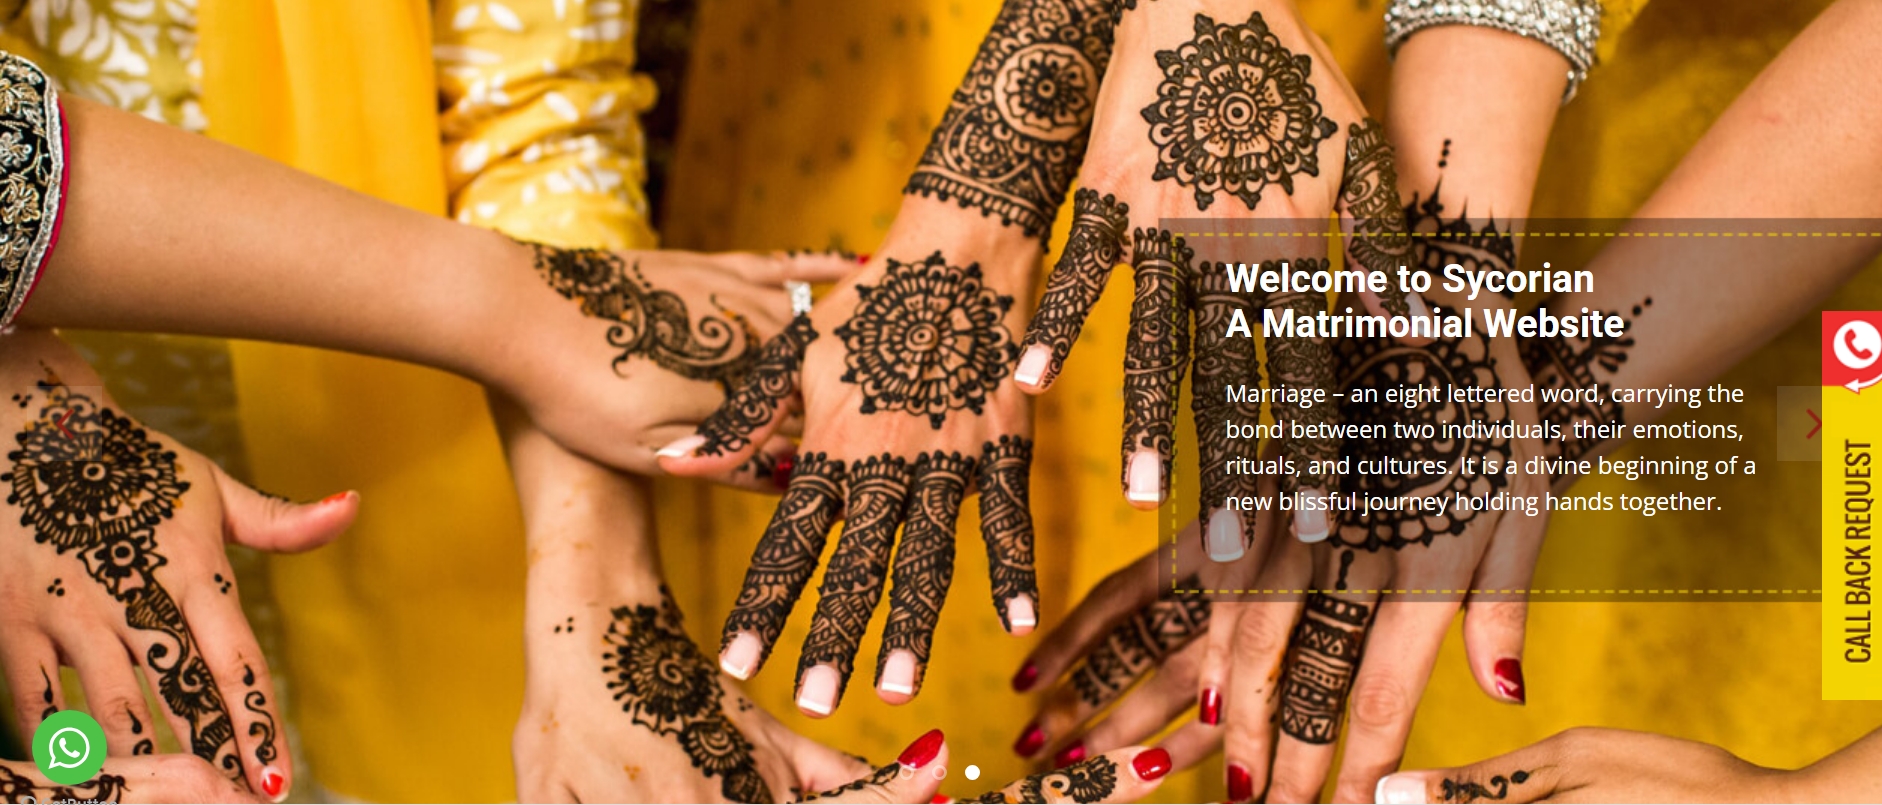 Welcome to Sycorian
A Matrimonial Website
Marriage – an eight lettered word, carrying the
bond between two individuals, their emotions,
rituals, and cultures. It is a divine beginning of a
new blissful journey holding hands together.
CALL BACK REQUEST